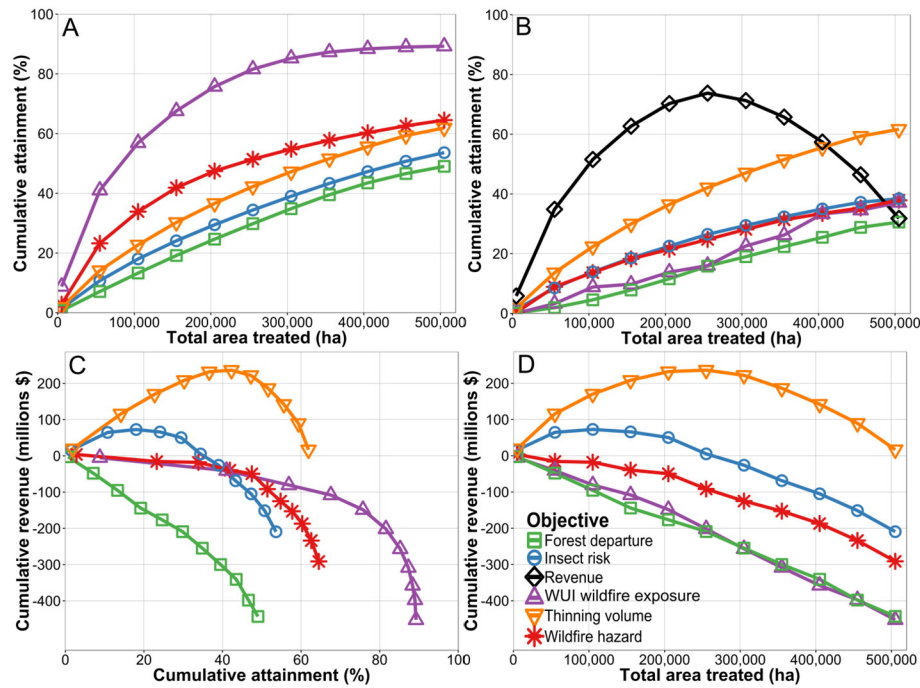 A
Cumulative attainment (%)
100
80
60
40
20
0
0
100,000
200,000
300,000
400,000
500,000
Total area treated (ha)
B
Cumulative attainment (%)
100
80
60
40
20
0
0
100,000
200,000
300,000
400,000
500,000
Total area treated (ha)
C
Cumulative revenue (millions $)
200
100
0
-100
-200
-300
-400
0
20
40
60
80
100
Cumulative attainment (%)
D
Cumulative revenue (millions $)
200
100
0
-100
-200
-300
-400
Objective
Forest departure
Insect risk
Revenue
WUI wildfire exposure
Thinning volume
Wildfire hazard
0
100,000
200,000
300,000
400,000
500,000
Total area treated (ha)